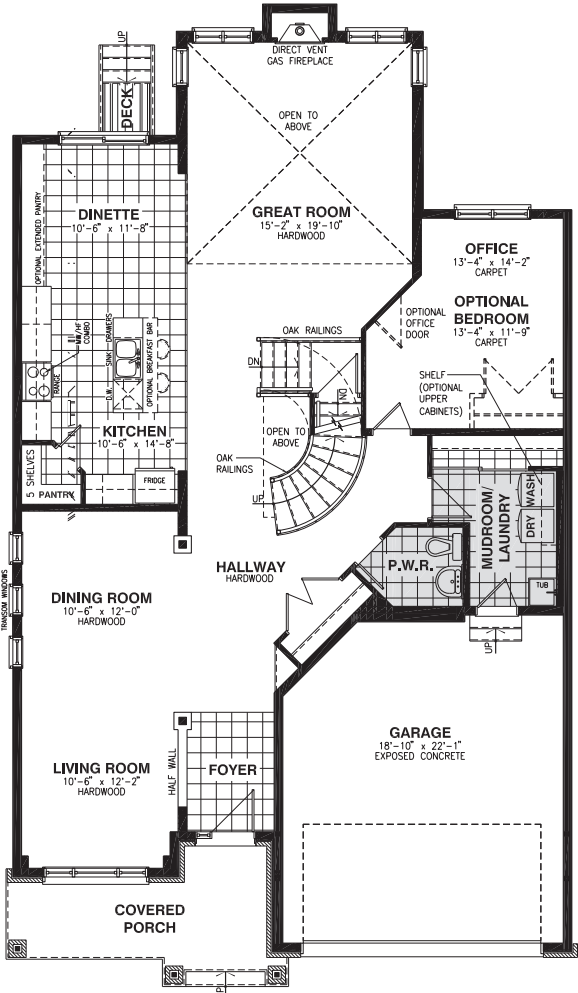 DIRECT VENT
GAS FIREPLACE
UP
DECK
OPEN TO
ABOVE
DINETTE
10'-6" x 11'-8"
OPTIONAL EXTENDED PANTRY
GREAT ROOM
15'-2" x 19'-10"
HARDWOOD
OFFICE
13'-4" x 14'-2"
CARPET
OPTIONAL
BEDROOM
13'-4" x 11'-9"
CARPET
OPTIONAL
OFFICE
DOOR
OAK RAILINGS
MW/HF
COMBO
RANGE
DRAWERS
SINK
D.W.
OPTIONAL BREAKFAST BAR
DN
DN
SHELF
(OPTIONAL
UPPER
CABINETS)
KITCHEN
10'-6" x 14'-8"
OPEN TO
ABOVE
OAK
RAILINGS
UP
5 SHELVES
PANTRY
FRIDGE
MUDROOM/
LAUNDRY
DRY
WASH
TUB
P.W.R.
HALLWAY
HARDWOOD
TRANSOM WINDOWS
DINING ROOM
10'-6" x 12'-0"
HARDWOOD
UP
GARAGE
18'-10" x 22'-1"
EXPOSED CONCRETE
LIVING ROOM
10'-6" x 12'-2"
HARDWOOD
HALF WALL
FOYER
COVERED
PORCH